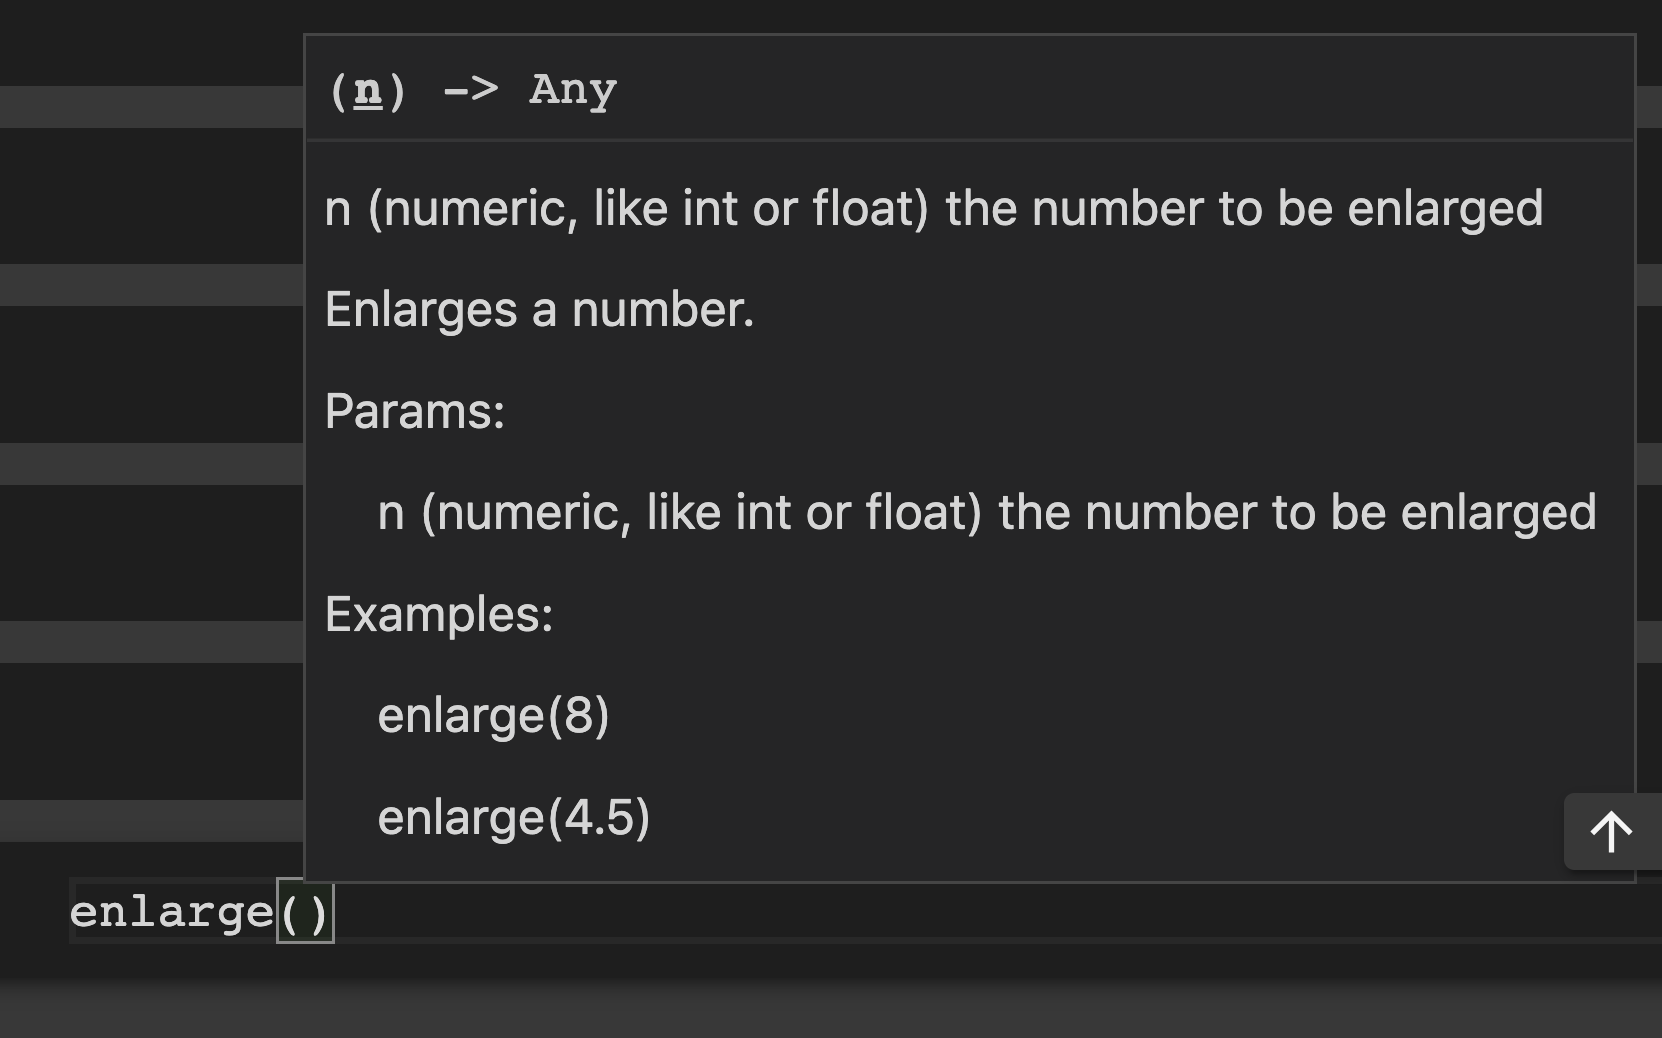 (n) -> Any
n (numeric, like int or float) the number to be enlarged
Enlarges a number.
Params:
n (numeric, like int or float) the number to be enlarged
Examples:
enlarge(8)
enlarge(4.5)
enlarge()